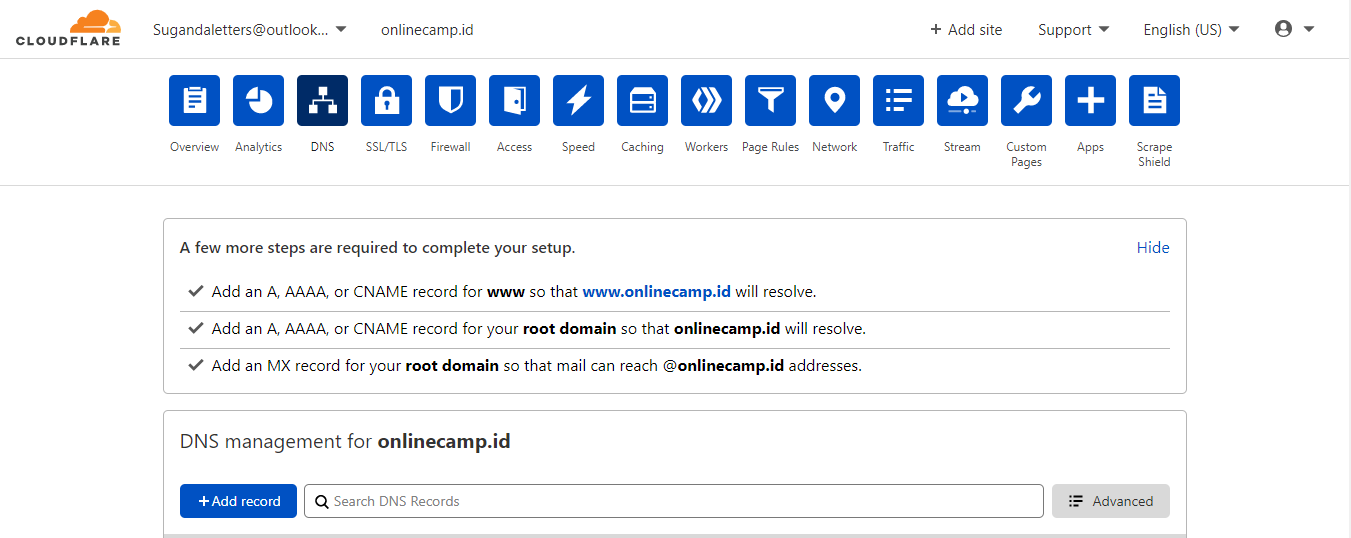 CLOUDFLARE
Sugandaletters@outlook... onlinecamp.id + Add site Support English (US)
Overview Analytics DNS SSL/TLS Firewall Access Speed Caching Workers Page Rules Network Traffic Stream Custom Pages Apps Scrape Shield
A few more steps are required to complete your setup. Hide
Add an A, AAAA, or CNAME record for www so that www.onlinecamp.id will resolve.
Add an A, AAAA, or CNAME record for your root domain so that onlinecamp.id will resolve.
Add an MX record for your root domain so that mail can reach @onlinecamp.id addresses.
DNS management for onlinecamp.id
+Add record Search DNS Records Advanced